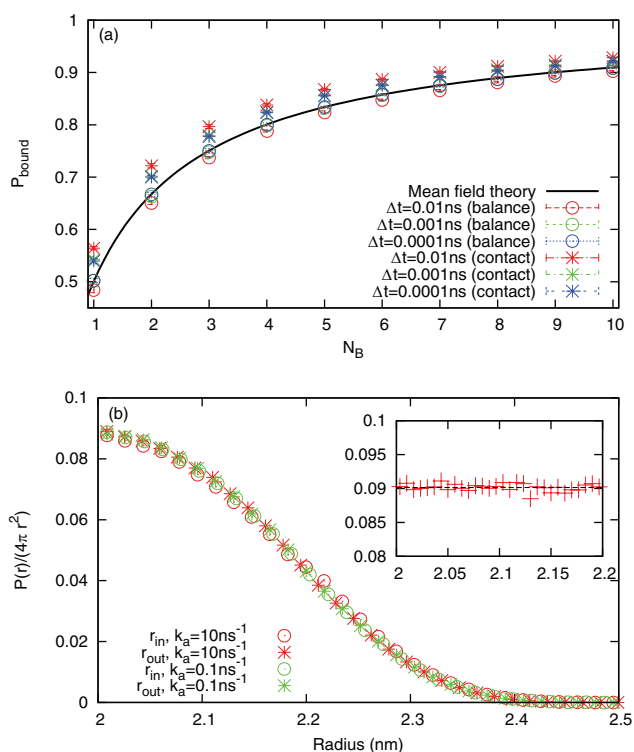 (a)
1
0.9
0.8
0.7
0.6
0.5
P_bound
Mean field theory
Δt=0.01ns (balance)
Δt=0.001ns (balance)
Δt=0.0001ns (balance)
Δt=0.01ns (contact)
Δt=0.001ns (contact)
Δt=0.0001ns (contact)
1 2 3 4 5 6 7 8 9 10
N_B
(b)
0.1
0.08
0.06
0.04
0.02
0
P(r)/(4π r²)
0.1
0.095
0.09
0.085
0.08
2 2.05 2.1 2.15 2.2
r_in, k_a=10ns⁻¹
r_out, k_a=10ns⁻¹
r_in, k_a=0.1ns⁻¹
r_out, k_a=0.1ns⁻¹
2 2.1 2.2 2.3 2.4 2.5
Radius (nm)